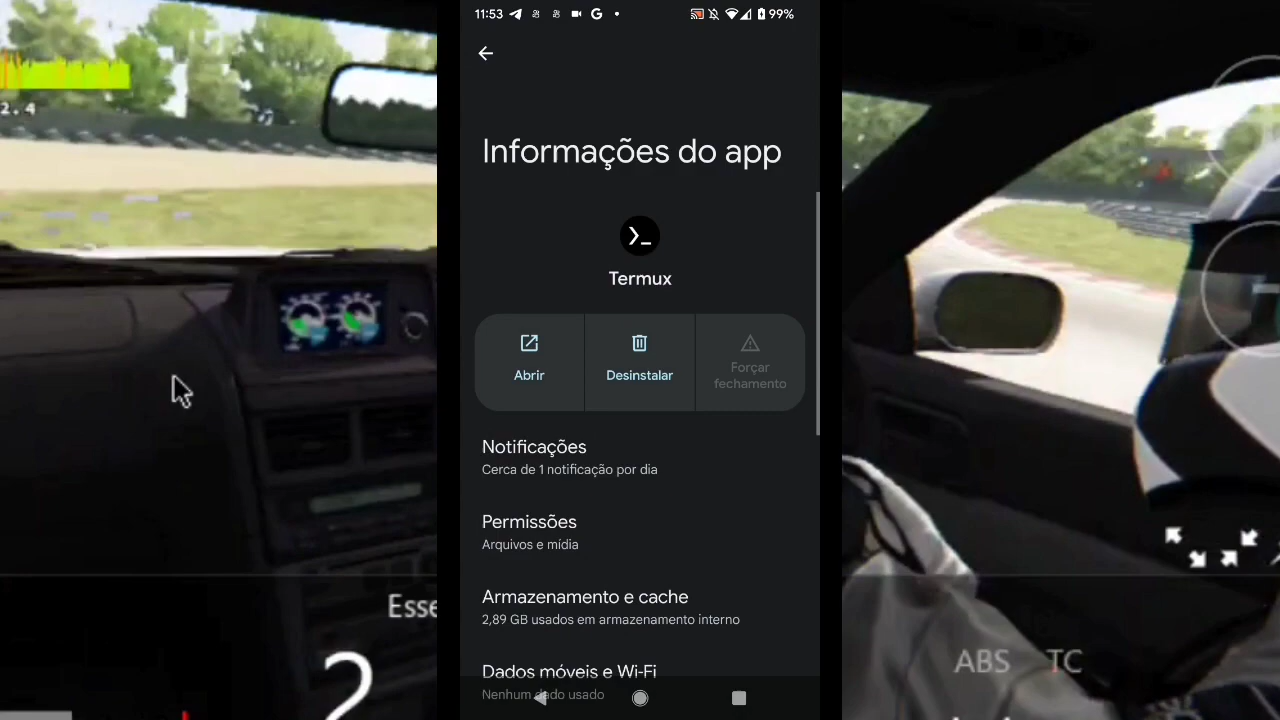 2.4
11:53
99%
Informações do app
Termux
Abrir
Desinstalar
Forçar
fechamento
Notificações
Cerca de 1 notificação por dia
Permissões
Arquivos e mídia
Armazenamento e cache
2,89 GB usados em armazenamento interno
Dados móveis e Wi-Fi
Nenhum dado usado
Esse
2
ABS TC